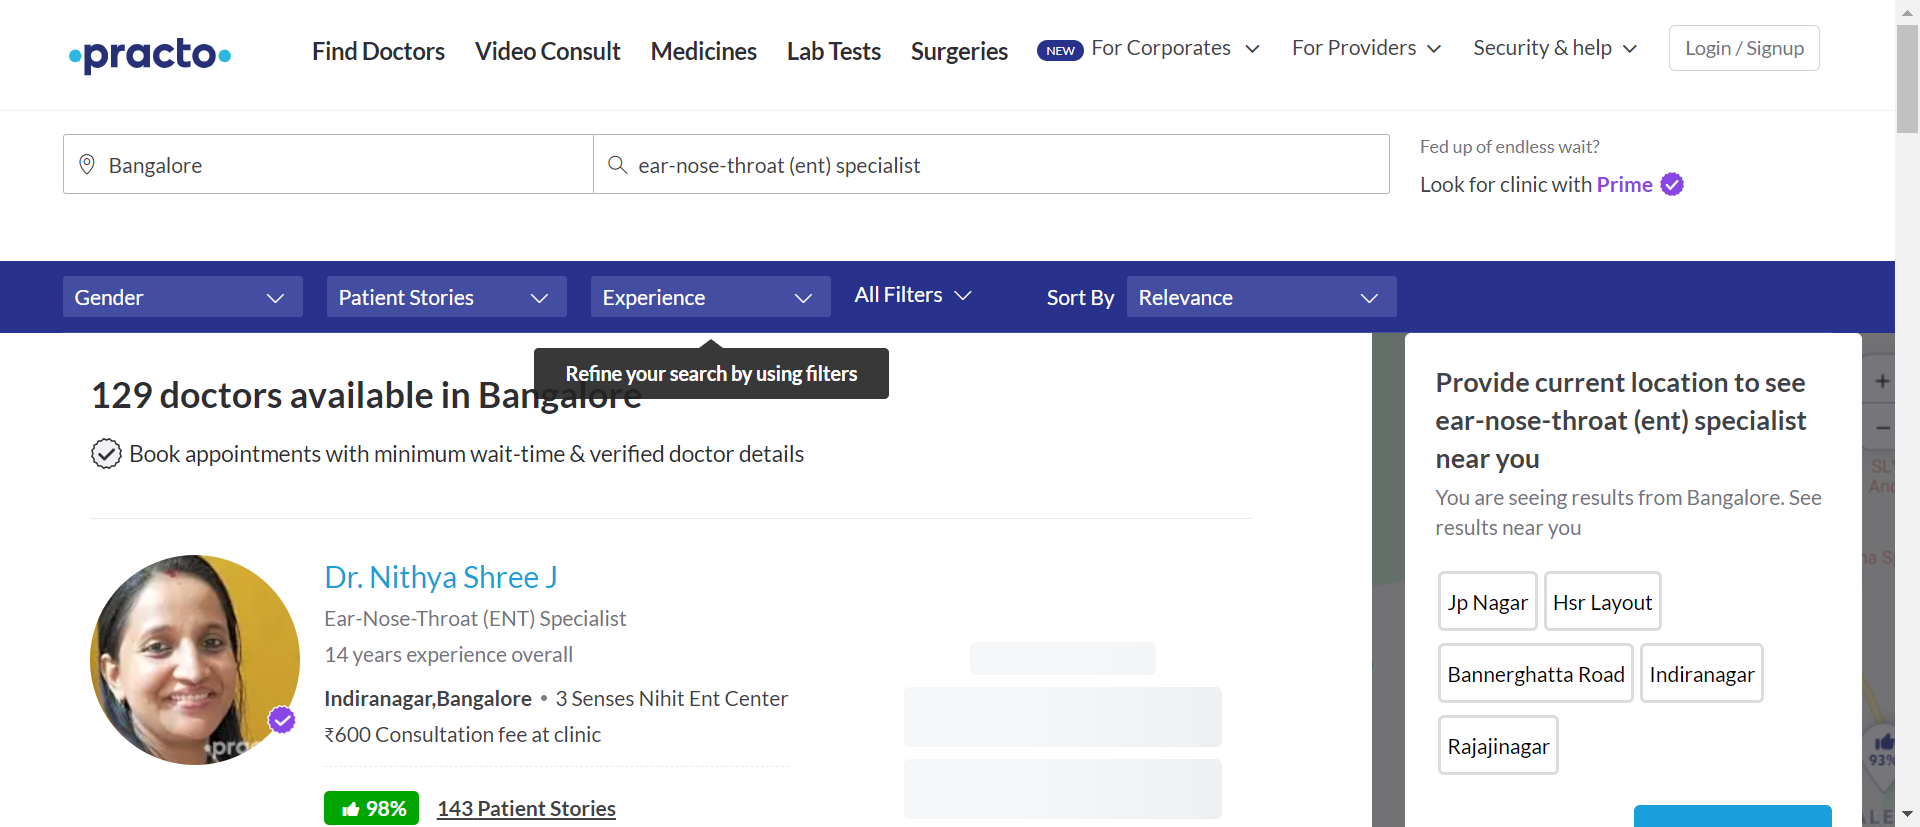 practo
Find Doctors
Video Consult
Medicines
Lab Tests
Surgeries
NEW
For Corporates
For Providers
Security & help
Login / Signup
Bangalore
ear-nose-throat (ent) specialist
Fed up of endless wait?
Look for clinic with Prime
Gender
Patient Stories
Experience
All Filters
Sort By
Relevance
Refine your search by using filters
129 doctors available in Bangalore
Book appointments with minimum wait-time & verified doctor details
Dr. Nithya Shree J
Ear-Nose-Throat (ENT) Specialist
14 years experience overall
Indiranagar,Bangalore • 3 Senses Nihit Ent Center
₹600 Consultation fee at clinic
98%
143 Patient Stories
Provide current location to see
ear-nose-throat (ent) specialist
near you
You are seeing results from Bangalore. See
results near you
Jp Nagar
Hsr Layout
Bannerghatta Road
Indiranagar
Rajajinagar
+
−
93%